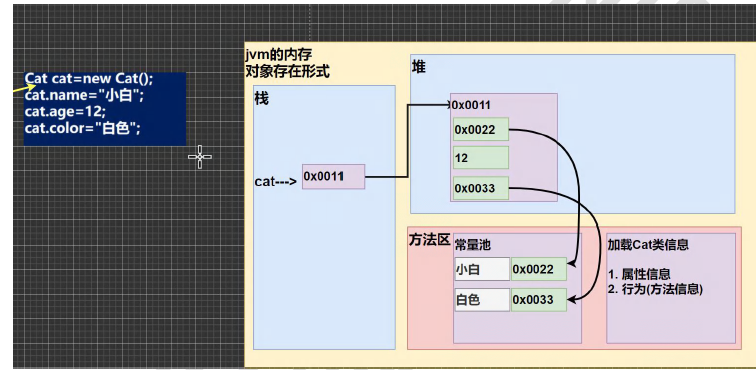 Cat cat=new Cat();
cat.name="小白";
cat.age=12;
cat.color="白色";
jvm的内存
对象存在形式
栈
cat---> 0x0011
堆
0x0011
0x0022
12
0x0033
方法区
常量池
小白 0x0022
白色 0x0033
加载Cat类信息
1. 属性信息
2. 行为(方法信息)